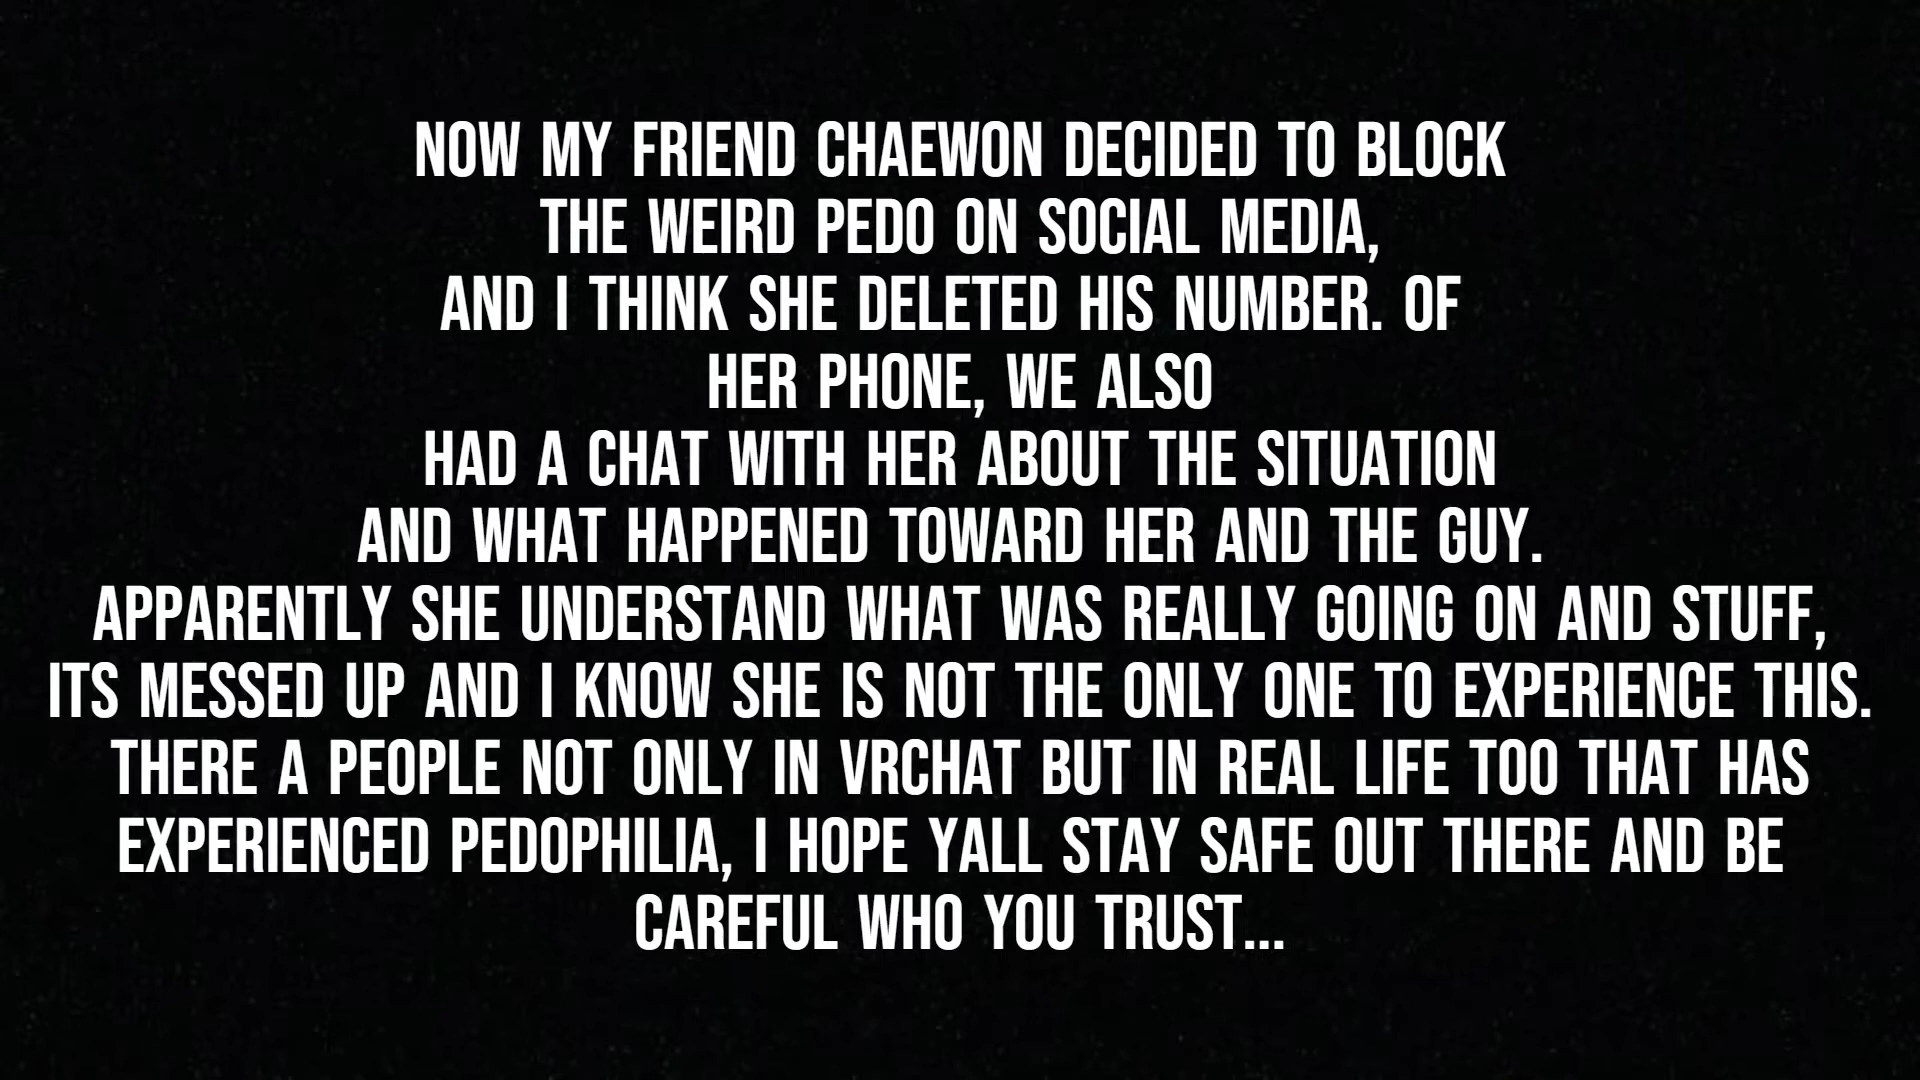 NOW MY FRIEND CHAEWON DECIDED TO BLOCK
THE WEIRD PEDO ON SOCIAL MEDIA,
AND I THINK SHE DELETED HIS NUMBER. OF
HER PHONE, WE ALSO
HAD A CHAT WITH HER ABOUT THE SITUATION
AND WHAT HAPPENED TOWARD HER AND THE GUY.
APPARENTLY SHE UNDERSTAND WHAT WAS REALLY GOING ON AND STUFF,
ITS MESSED UP AND I KNOW SHE IS NOT THE ONLY ONE TO EXPERIENCE THIS.
THERE A PEOPLE NOT ONLY IN VRCHAT BUT IN REAL LIFE TOO THAT HAS
EXPERIENCED PEDOPHILIA, I HOPE YALL STAY SAFE OUT THERE AND BE
CAREFUL WHO YOU TRUST...